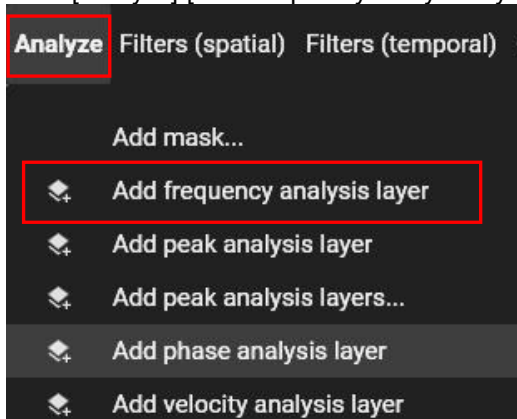 Analyze Filters (spatial) Filters (temporal)
Add mask...
Add frequency analysis layer
Add peak analysis layer
Add peak analysis layers...
Add phase analysis layer
Add velocity analysis layer